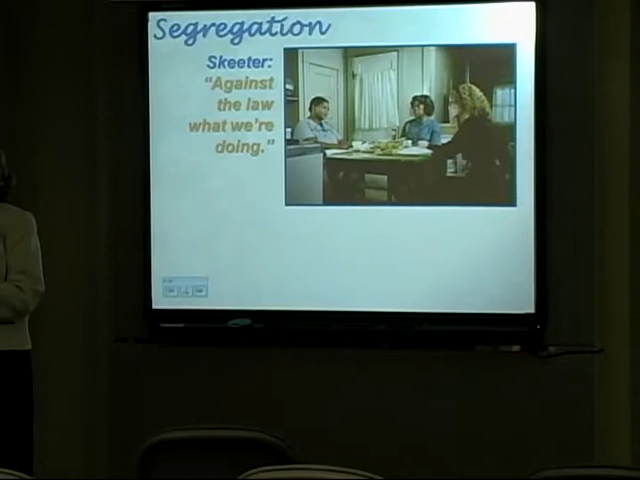 Segregation
Skeeter:
"Against
the law
what we're
doing."